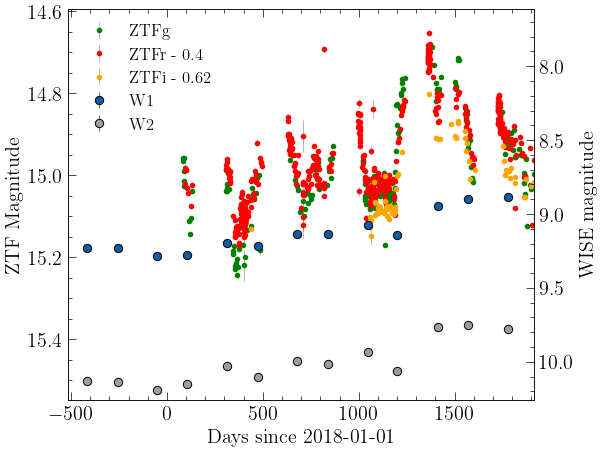 ZTFg
ZTFr - 0.4
ZTFi - 0.62
W1
W2
14.6
14.8
15.0
15.2
15.4
ZTF Magnitude
8.0
8.5
9.0
9.5
10.0
WISE magnitude
−500
0
500
1000
1500
Days since 2018-01-01